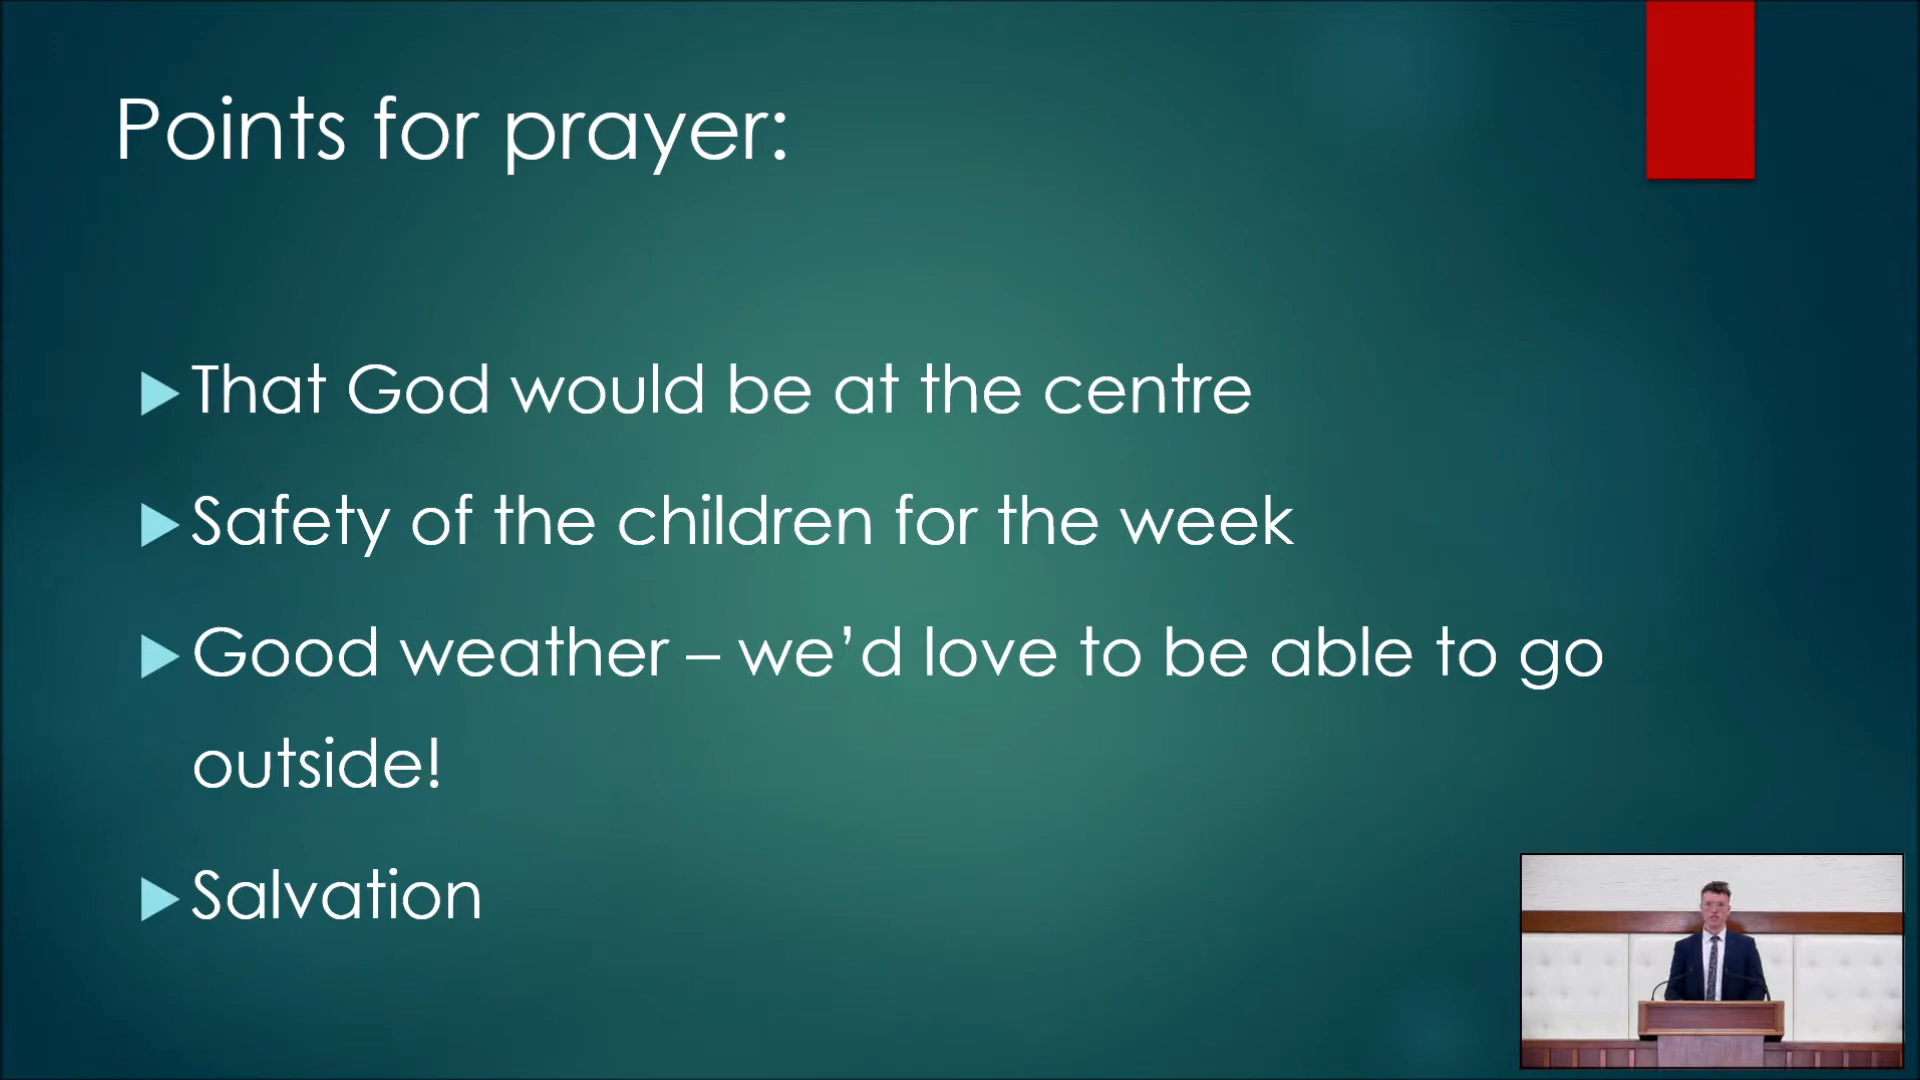 Points for prayer:
That God would be at the centre
Safety of the children for the week
Good weather – we’d love to be able to go
outside!
Salvation